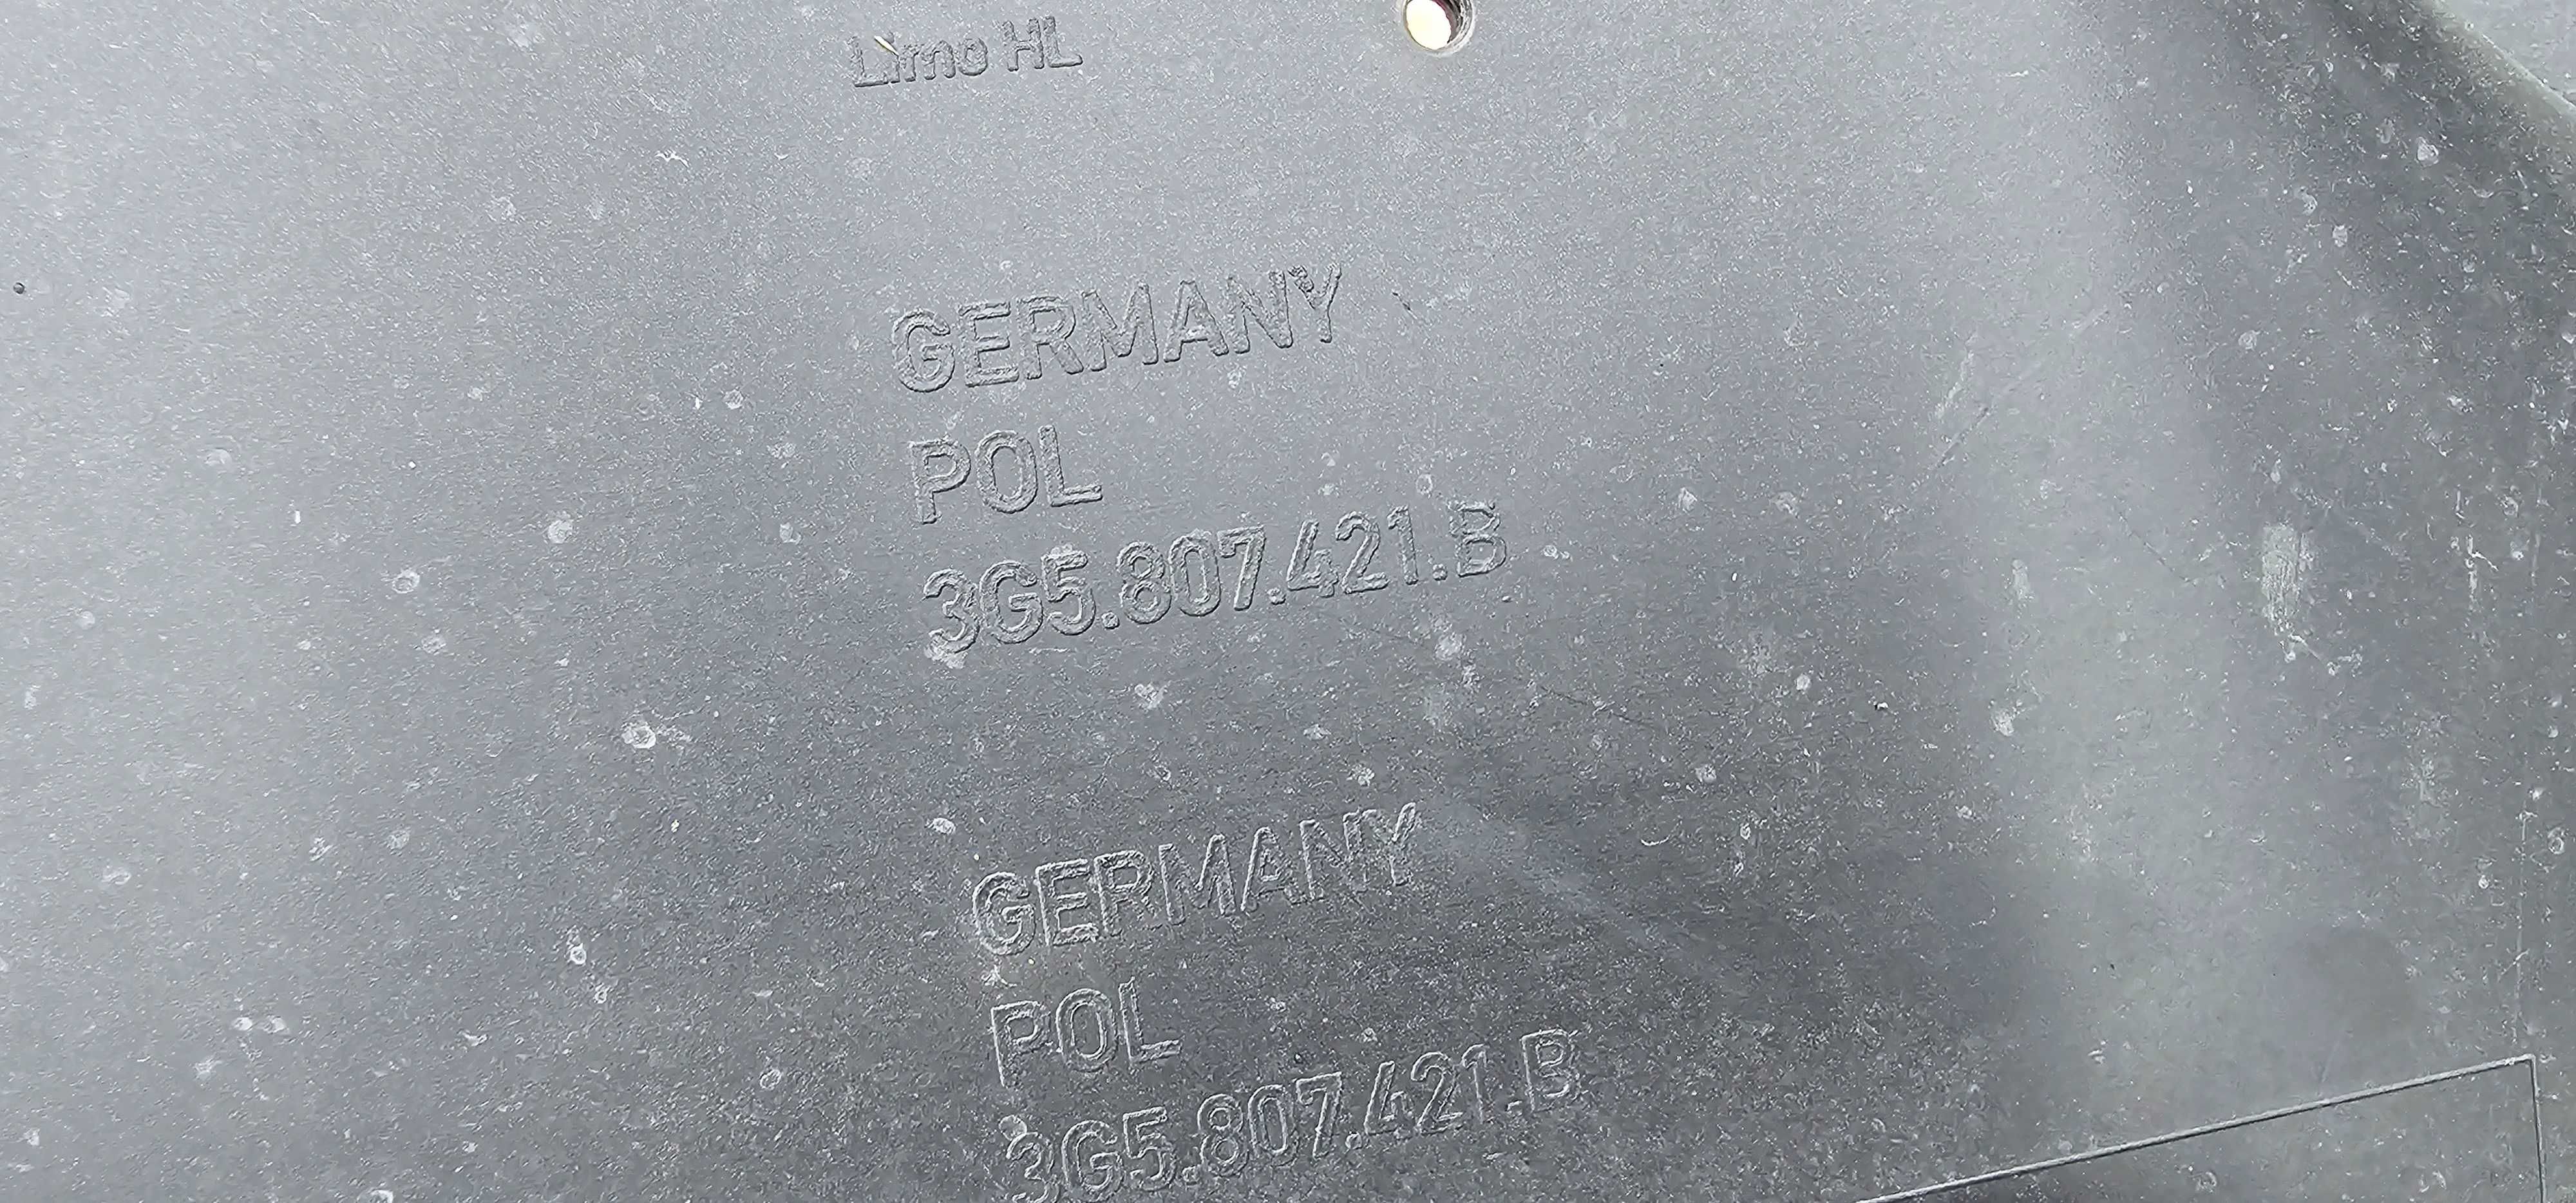 Limo HL
GERMANY
POL
3G5.807.421.B
GERMANY
POL
3G5.807.421.B